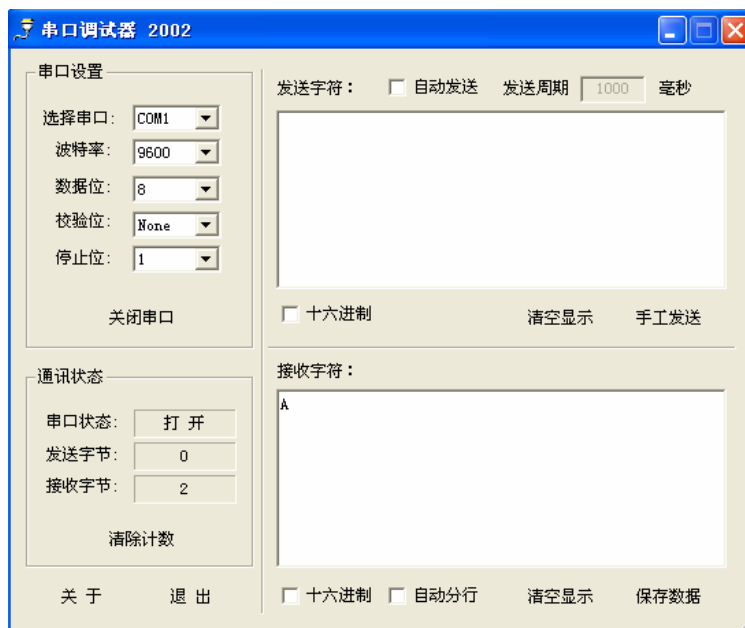 串口调试器 2002
串口设置
选择串口: COM1
波特率: 9600
数据位: 8
校验位: None
停止位: 1
关闭串口
通讯状态
串口状态: 打 开
发送字节: 0
接收字节: 2
清除计数
关 于 退 出
发送字符: 自动发送 发送周期 1000 毫秒
十六进制 清空显示 手工发送
接收字符:
A
十六进制 自动分行 清空显示 保存数据